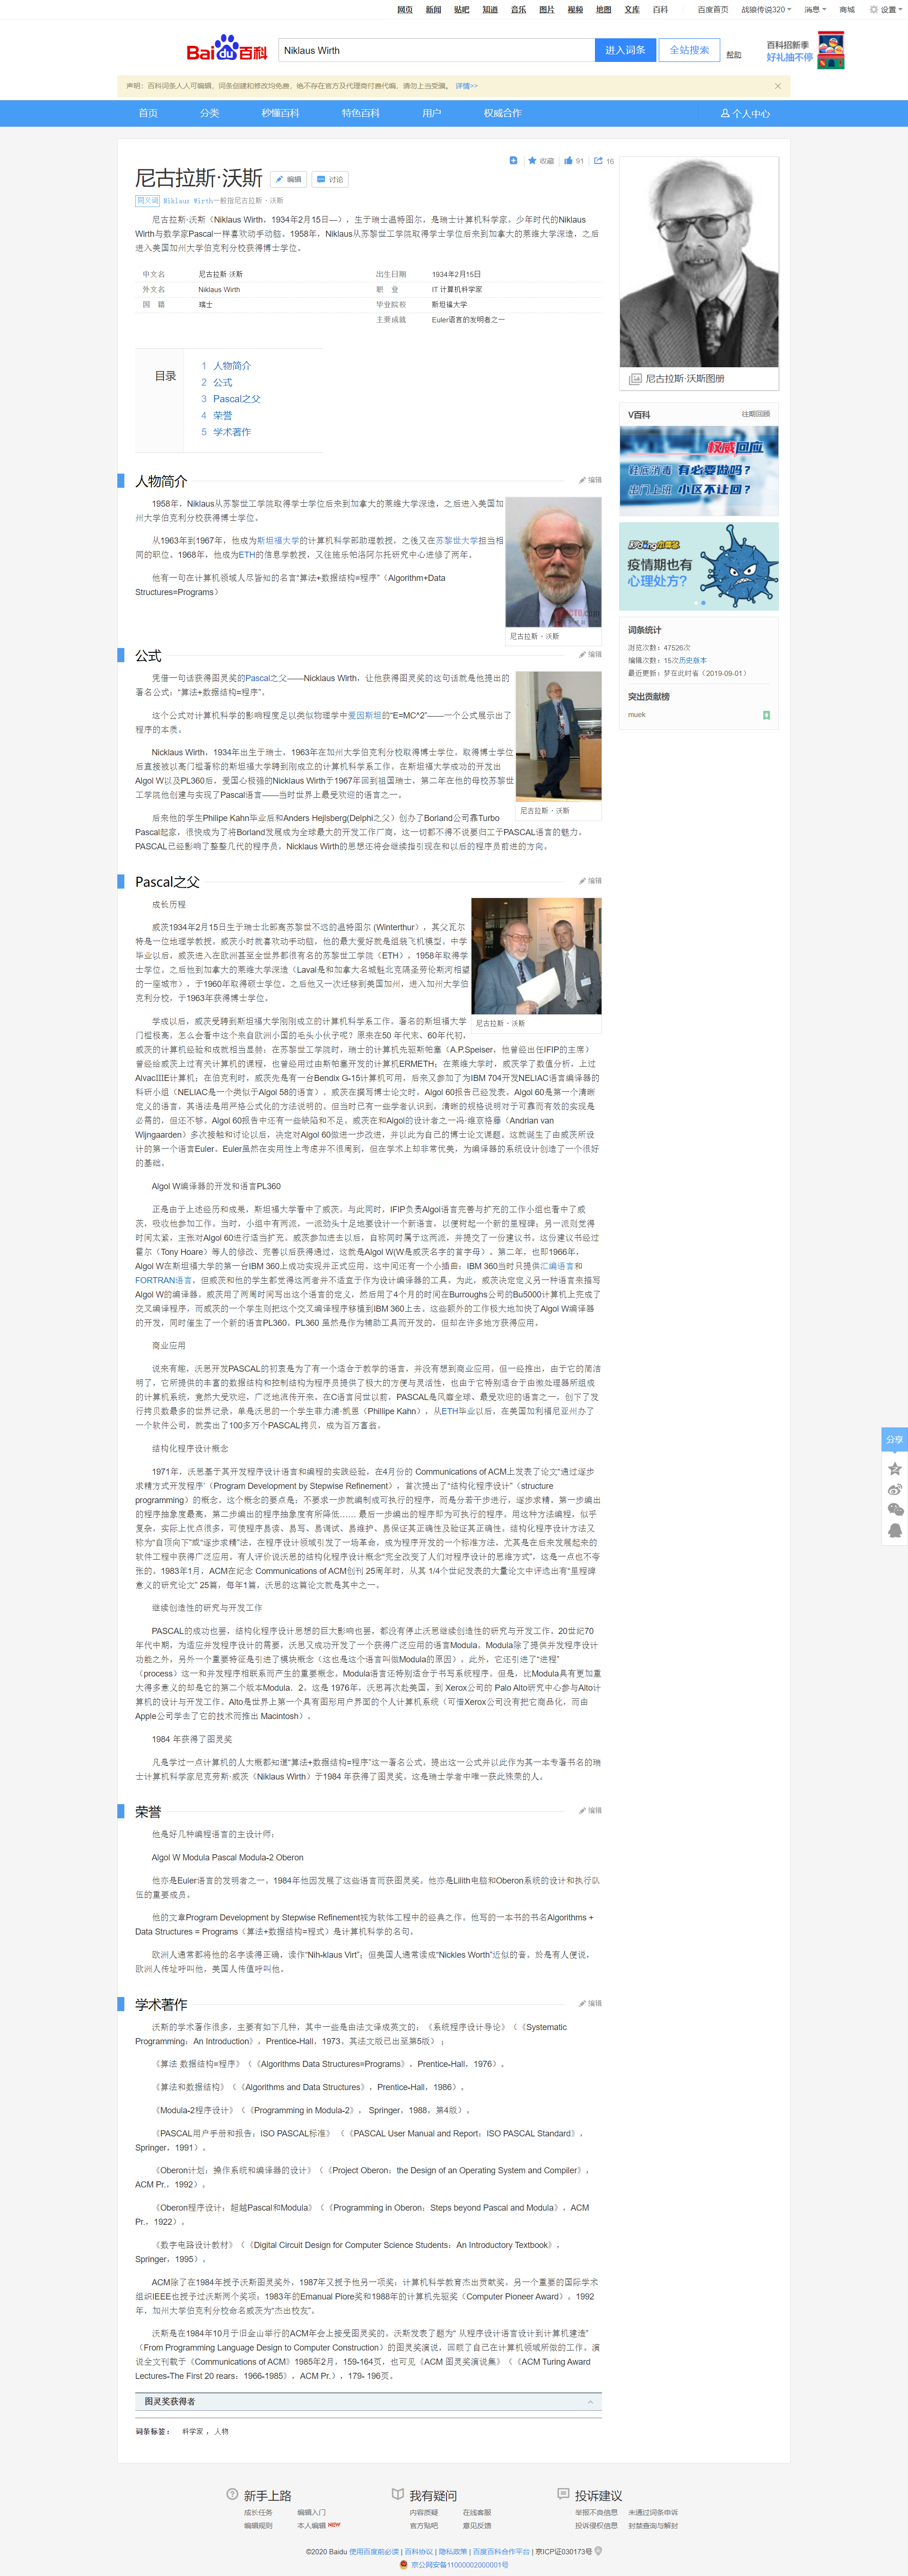 网页 新闻 贴吧 知道 音乐 图片 视频 地图 文库 百科 百度首页 战狼传说320 消息 商城 设置
Bai du 百科
Niklaus Wirth
进入词条 全站搜索 帮助
百科招新季
好礼抽不停
声明：百科词条人人可编辑，词条创建和修改均免费，绝不存在官方及代理商付费代编，请勿上当受骗。 详情>>
首页 分类 秒懂百科 特色百科 用户 权威合作 个人中心
收藏 91 16
尼古拉斯·沃斯 编辑 讨论
同义词 Niklaus Wirth一般指尼古拉斯·沃斯
尼古拉斯·沃斯（Niklaus Wirth，1934年2月15日—），生于瑞士温特图尔，是瑞士计算机科学家。少年时代的Niklaus
Wirth与数学家Pascal一样喜欢动手动脑。1958年，Niklaus从苏黎世工学院取得学士学位后来到加拿大的莱维大学深造，之后
进入美国加州大学伯克利分校获得博士学位。
中文名 尼古拉斯·沃斯 出生日期 1934年2月15日
外文名 Niklaus Wirth 职 业 IT 计算机科学家
国 籍 瑞士 毕业院校 斯坦福大学
主要成就 Euler语言的发明者之一
尼古拉斯·沃斯图册
目录
1 人物简介
2 公式
3 Pascal之父
4 荣誉
5 学术著作
V百科 往期回顾
权威回应
鞋底消毒 有必要做吗？
出门上班 小区不让回？
疫情期也有
心理处方？
词条统计
浏览次数：47526次
编辑次数：15次历史版本
最近更新：梦在此时省（2019-09-01）
突出贡献榜
muek
人物简介 编辑
1958年，Niklaus从苏黎世工学院取得学士学位后来到加拿大的莱维大学深造，之后进入美国加
州大学伯克利分校获得博士学位。
从1963年到1967年，他成为斯坦福大学的计算机科学部助理教授，之後又在苏黎世大学担当相
同的职位。1968年，他成为ETH的信息学教授，又往施乐帕洛阿尔托研究中心进修了两年。
他有一句在计算机领域人尽皆知的名言“算法+数据结构=程序”（Algorithm+Data
Structures=Programs）
尼古拉斯·沃斯
公式 编辑
凭借一句话获得图灵奖的Pascal之父——Nicklaus Wirth，让他获得图灵奖的这句话就是他提出的
著名公式：“算法+数据结构=程序”。
这个公式对计算机科学的影响程度足以类似物理学中爱因斯坦的“E=MC^2”——一个公式展示出了
程序的本质。
Nicklaus Wirth，1934年出生于瑞士，1963年在加州大学伯克利分校取得博士学位。取得博士学位
后直接被以高门槛著称的斯坦福大学聘到刚成立的计算机科学系工作。在斯坦福大学成功的开发出
Algol W以及PL360后，爱国心极强的Nicklaus Wirth于1967年回到祖国瑞士，第二年在他的母校苏黎世
工学院他创建与实现了Pascal语言——当时世界上最受欢迎的语言之一。
后来他的学生Philipe Kahn毕业后和Anders Hejlsberg(Delphi之父）创办了Borland公司靠Turbo
Pascal起家，很快成为了将Borland发展成为全球最大的开发工作厂商。这一切都不得不说要归工于PASCAL语言的魅力。
PASCAL已经影响了整整几代的程序员，Nicklaus Wirth的思想还将会继续指引现在和以后的程序员前进的方向。
尼古拉斯·沃斯
Pascal之父 编辑
成长历程
威茨1934年2月15日生于瑞士北部离苏黎世不远的温特图尔 (Winterthur），其父瓦尔
特是一位地理学教授。威茨小时就喜欢动手动脑。他的最大爱好就是组装飞机模型。中学
毕业以后，威茨进入在欧洲甚至全世界都很有名的苏黎世工学院（ETH），1958年取得学
士学位。之后他到加拿大的莱维大学深造（Laval是和加拿大名城魁北克隔圣劳伦斯河相望
的一座城市），于1960年取得硕士学位。之后他又一次迁移到美国加州，进入加州大学伯
克利分校，于1963年获得博士学位。
尼古拉斯·沃斯
学成以后，威茨受聘到斯坦福大学刚刚成立的计算机科学系工作。著名的斯坦福大学
门槛极高，怎么会看中这个来自欧洲小国的毛头小伙子呢？原来在50 年代末、60年代初，
威茨的计算机经验和成就相当显赫：在苏黎世工学院时，瑞士的计算机先驱斯帕塞（A.P.Speiser，他曾经出任IFIP的主席）
曾经给威茨上过有关计算机的课程，也曾经用过由斯帕塞开发的计算机ERMETH；在莱维大学时，威茨学了数值分析，上过
AlvacIIIE计算机；在伯克利时，威茨先是有一台Bendix G-15计算机可用，后来又参加了为IBM 704开发NELIAC语言编译器的
科研小组（NELIAC是一个类似于Algol 58的语言）。威茨在撰写博士论文时，Algol 60报告已经发表。Algol 60是第一个清晰
定义的语言，其语法是用严格公式化的方法说明的。但当时已有一些学者认识到，清晰的规格说明对于可靠而有效的实现是
必需的，但还不够。Algol 60报告中还有一些缺陷和不足。威茨在和Algol的设计者之一冯·维京格滕（Andrian van
Wijngaarden）多次接触和讨论以后，决定对Algol 60做进一步改进，并以此为自己的博士论文课题。这就诞生了由威茨所设
计的第一个语言Euler。Euler虽然在实用性上考虑并不很周到，但在学术上却非常优美，为编译器的系统设计创造了一个很好
的基础。
Algol W编译器的开发和语言PL360
正是由于上述经历和成果，斯坦福大学看中了威茨。与此同时，IFIP负责Algol语言完善与扩充的工作小组也看中了威
茨，吸收他参加工作。当时，小组中有两派，一派劲头十足地要设计一个新语言，以便树起一个新的里程碑；另一派则觉得
时间太紧，主张对Algol 60进行适当扩充。威茨参加进去以后，自称同时属于这两派，并提交了一份建议书。这份建议书经过
霍尔（Tony Hoare）等人的修改、完善以后获得通过，这就是Algol W(W是威茨名字的首字母）。第二年，也即1966年，
Algol W在斯坦福大学的第一台IBM 360上成功实现并正式应用。这中间还有一个小插曲：IBM 360当时只提供汇编语言和
FORTRAN语言，但威茨和他的学生都觉得这两者并不适宜于作为设计编译器的工具。为此，威茨决定定义另一种语言来描写
Algol W的编译器。威茨用了两周时间写出这个语言的定义，然后用了4个月的时间在Burroughs公司的Bu5000计算机上完成了
交叉编译程序，而威茨的一个学生则把这个交叉编译程序移植到IBM 360上去。这些额外的工作极大地加快了Algol W编译器
的开发，同时催生了一个新的语言PL360。PL360 虽然是作为辅助工具而开发的，但却在许多地方获得应用。
商业应用
说来有趣，沃思开发PASCAL的初衷是为了有一个适合于教学的语言，并没有想到商业应用。但一经推出，由于它的简洁
明了，它所提供的丰富的数据结构和控制结构为程序员提供了极大的方便与灵活性，也由于它特别适合于由微处理器所组成
的计算机系统，竟然大受欢迎，广泛地流传开来。在C语言问世以前，PASCAL是风靡全球、最受欢迎的语言之一，创下了发
行拷贝数最多的世界记录，单是沃思的一个学生菲力浦·凯恩（Phillipe Kahn），从ETH毕业以后，在美国加利福尼亚州办了
一个软件公司，就卖出了100多万个PASCAL拷贝，成为百万富翁。
结构化程序设计概念
1971年，沃思基于其开发程序设计语言和编程的实践经验，在4月份的 Communications of ACM上发表了论文“通过逐步
求精方式开发程序’（Program Development by Stepwise Refinement），首次提出了“结构化程序设计”（structure
programming）的概念。这个概念的要点是：不要求一步就编制成可执行的程序，而是分若干步进行，逐步求精。第一步编出
的程序抽象度最高，第二步编出的程序抽象度有所降低…… 最后一步编出的程序即为可执行的程序。用这种方法编程，似乎
复杂，实际上优点很多，可使程序易读、易写、易调试、易维护、易保证其正确性及验证其正确性。结构化程序设计方法又
称为“自顶向下”或“逐步求精”法，在程序设计领域引发了一场革命，成为程序开发的一个标准方法，尤其是在后来发展起来的
软件工程中获得广泛应用。有人评价说沃思的结构化程序设计概念“完全改变了人们对程序设计的思维方式”，这是一点也不夸
张的。1983年1月，ACM在纪念 Communications of ACM创刊 25周年时，从其 1/4个世纪发表的大量论文中评选出有“里程碑
意义的研究论文” 25篇，每年1篇，沃思的这篇论文就是其中之一。
继续创造性的研究与开发工作
PASCAL的成功也罢，结构化程序设计思想的巨大影响也罢，都没有停止沃思继续创造性的研究与开发工作。20世纪70
年代中期，为适应并发程序设计的需要，沃思又成功开发了一个获得广泛应用的语言Modula。Modula除了提供并发程序设计
功能之外，另外一个重要特征是引进了模块概念（这也是这个语言叫做Modula的原因）。此外，它还引进了“进程”
（process）这一和并发程序相联系而产生的重要概念。Modula语言还特别适合于书写系统程序。但是，比Modula具有更加重
大得多意义的却是它的第二个版本Modula．2。这是 1976年，沃思再次赴美国，到 Xerox公司的 Palo Alto研究中心参与Alto计
算机的设计与开发工作。Alto是世界上第一个具有图形用户界面的个人计算机系统（可惜Xerox公司没有把它商品化，而由
Apple公司学去了它的技术而推出 Macintosh）。
1984 年获得了图灵奖
凡是学过一点计算机的人大概都知道“算法+数据结构=程序”这一著名公式。提出这一公式并以此作为其一本专著书名的瑞
士计算机科学家尼克劳斯·威茨（Niklaus Wirth）于1984 年获得了图灵奖。这是瑞士学者中唯一获此殊荣的人。
荣誉 编辑
他是好几种编程语言的主设计师：
Algol W Modula Pascal Modula-2 Oberon
他亦是Euler语言的发明者之一。1984年他因发展了这些语言而获图灵奖。他亦是Lilith电脑和Oberon系统的设计和执行队
伍的重要成员。
他的文章Program Development by Stepwise Refinement视为软体工程中的经典之作。他写的一本书的书名Algorithms +
Data Structures = Programs（算法+数据结构=程式）是计算机科学的名句。
欧洲人通常都将他的名字读得正确，读作“Nih-klaus Virt”；但美国人通常读成“Nickles Worth”近似的音。於是有人便说，
欧洲人传址呼叫他，美国人传值呼叫他。
学术著作 编辑
沃斯的学术著作很多，主要有如下几种，其中一些是由法文译成英文的：《系统程序设计导论》（《Systematic
Programming：An Introduction》，Prentice-Hall，1973。其法文版已出至第5版）；
《算法 数据结构=程序》（《Algorithms Data Structures=Programs》，Prentice-Hall，1976）。
《算法和数据结构》（《Algorithms and Data Structures》，Prentice-Hall，1986）。
《Modula-2程序设计》（《Programming in Modula-2》， Springer，1988，第4版）。
《PASCAL用户手册和报告：ISO PASCAL标准》 （《PASCAL User Manual and Report：ISO PASCAL Standard》，
Springer，1991）。
《Oberon计划：操作系统和编译器的设计》（《Project Oberon：the Design of an Operating System and Compiler》，
ACM Pr.，1992）。
《Oberon程序设计：超越Pascal和Modula》（《Programming in Oberon：Steps beyond Pascal and Modula》，ACM
Pr.，1922）。
《数字电路设计教材》（《Digital Circuit Design for Computer Science Students：An Introductory Textbook》，
Springer，1995）。
ACM除了在1984年授予沃斯图灵奖外，1987年又授予他另一项奖：计算机科学教育杰出贡献奖。另一个重要的国际学术
组织IEEE也授予过沃斯两个奖项：1983年的Emanual Piore奖和1988年的计算机先驱奖（Computer Pioneer Award）。1992
年，加州大学伯克利分校命名威茨为“杰出校友”。
沃斯是在1984年10月于旧金山举行的ACM年会上接受图灵奖的。沃斯发表了题为“ 从程序设计语言设计到计算机建造”
（From Programming Language Design to Computer Construction）的图灵奖演说，回顾了自己在计算机领域所做的工作。演
说全文刊载于《Communications of ACM》1985年2月，159-164页，也可见《ACM 图灵奖演说集》（《ACM Turing Award
Lectures-The First 20 rears：1966-1985》，ACM Pr.），179- 196页。
图灵奖获得者
词条标签： 科学家 ， 人物
分享
新手上路 我有疑问 投诉建议
成长任务 编辑入门 内容质疑 在线客服 举报不良信息 未通过词条申诉
编辑规则 本人编辑 NEW 官方贴吧 意见反馈 投诉侵权信息 封禁查询与解封
©2020 Baidu 使用百度前必读 | 百科协议 | 隐私政策 | 百度百科合作平台 | 京ICP证030173号
京公网安备11000002000001号